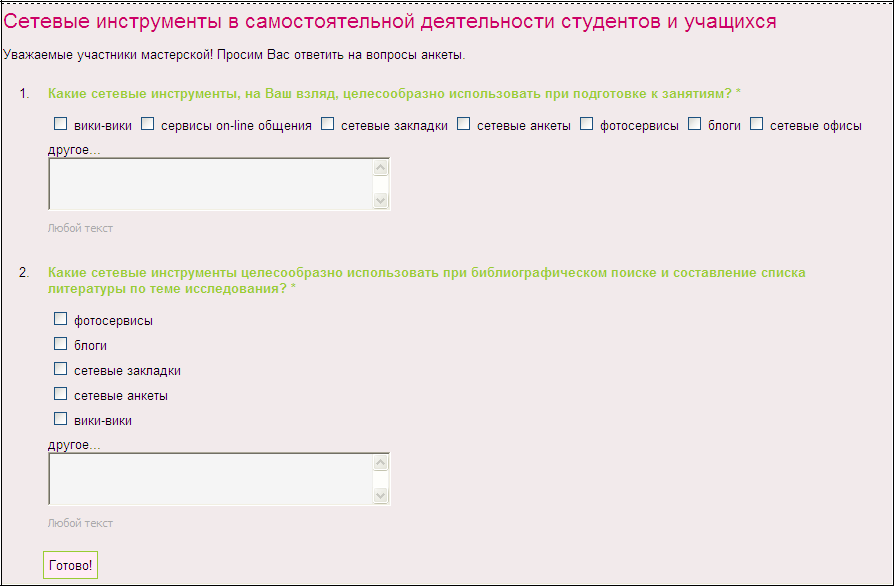 Сетевые инструменты в самостоятельной деятельности студентов и учащихся
Уважаемые участники мастерской! Просим Вас ответить на вопросы анкеты.
1. Какие сетевые инструменты, на Ваш взляд, целесообразно использовать при подготовке к занятиям? *
вики-вики сервисы on-line общения сетевые закладки сетевые анкеты фотосервисы блоги сетевые офисы
другое...
Любой текст
2. Какие сетевые инструменты целесообразно использовать при библиографическом поиске и составление списка
литературы по теме исследования? *
фотосервисы
блоги
сетевые закладки
сетевые анкеты
вики-вики
другое...
Любой текст
Готово!